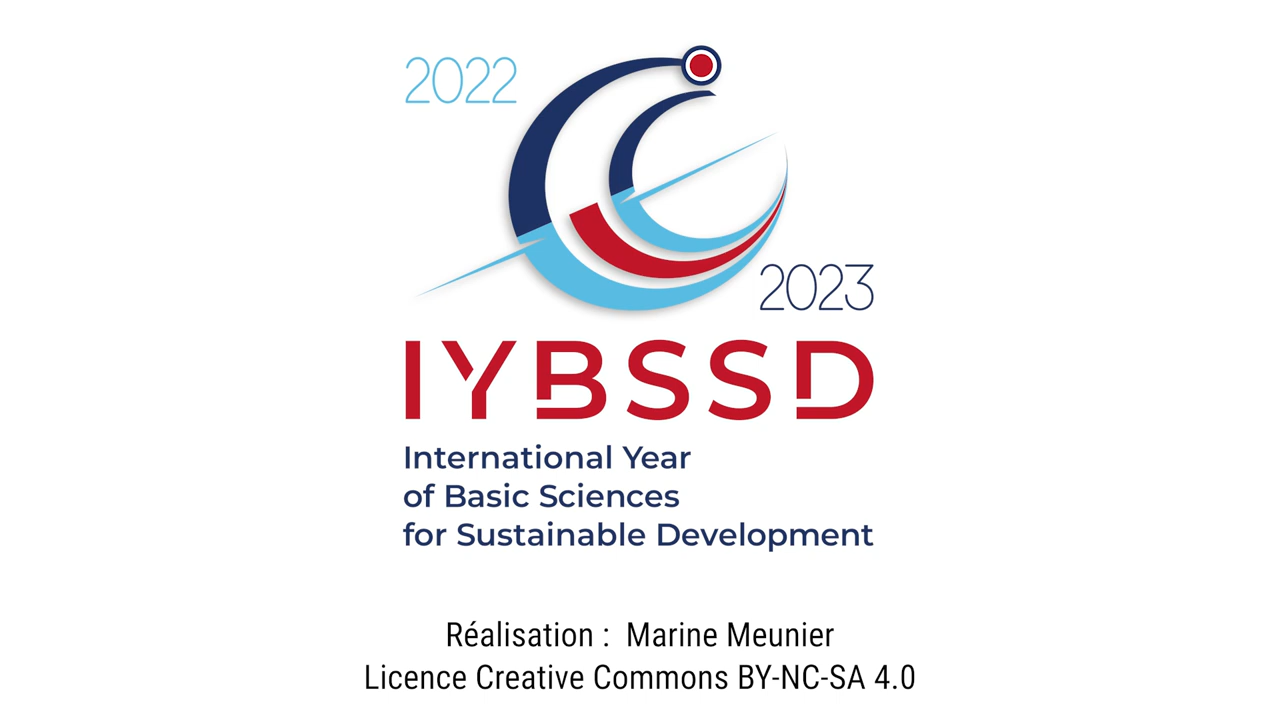 2022
2023
IYBSSD
International Year
of Basic Sciences
for Sustainable Development
Réalisation : Marine Meunier
Licence Creative Commons BY-NC-SA 4.0